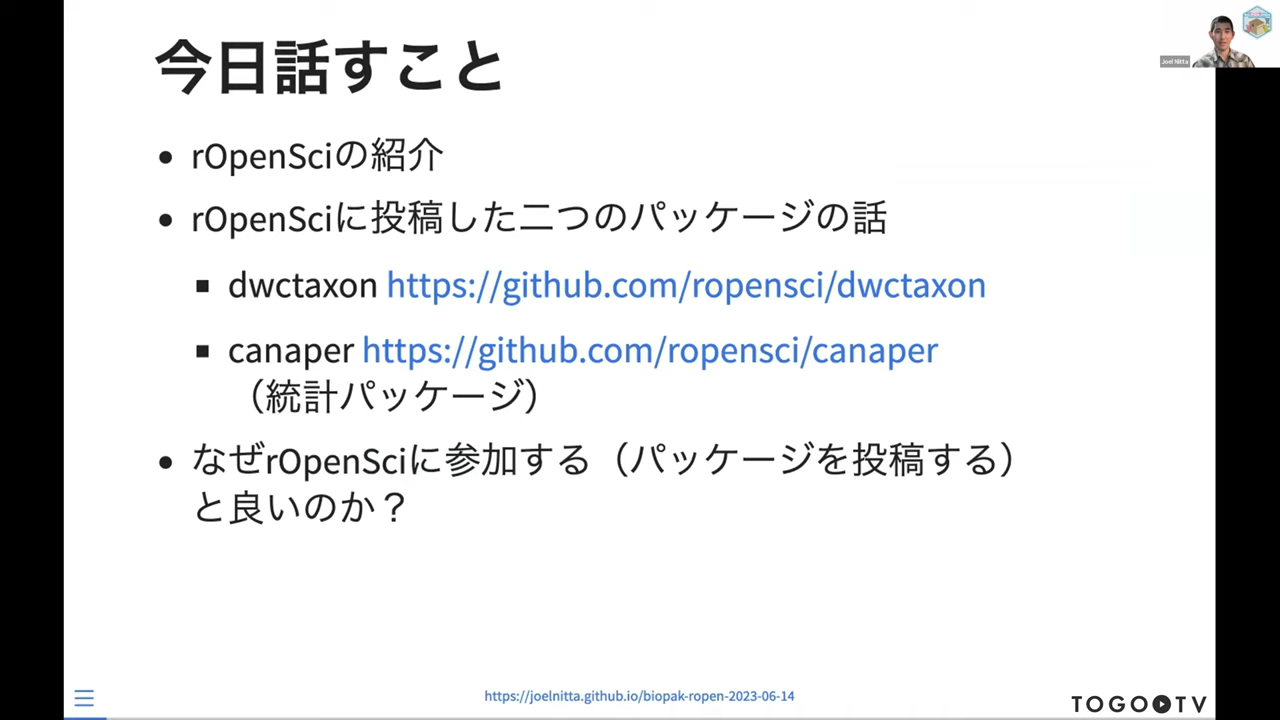 今日話すこと
Joel Nitta
• rOpenSciの紹介
• rOpenSciに投稿した二つのパッケージの話
▪ dwctaxon https://github.com/ropensci/dwctaxon
▪ canaper https://github.com/ropensci/canaper
（統計パッケージ）
• なぜrOpenSciに参加する（パッケージを投稿する）
と良いのか？
https://joelnitta.github.io/biopak-ropen-2023-06-14
TOGOTV